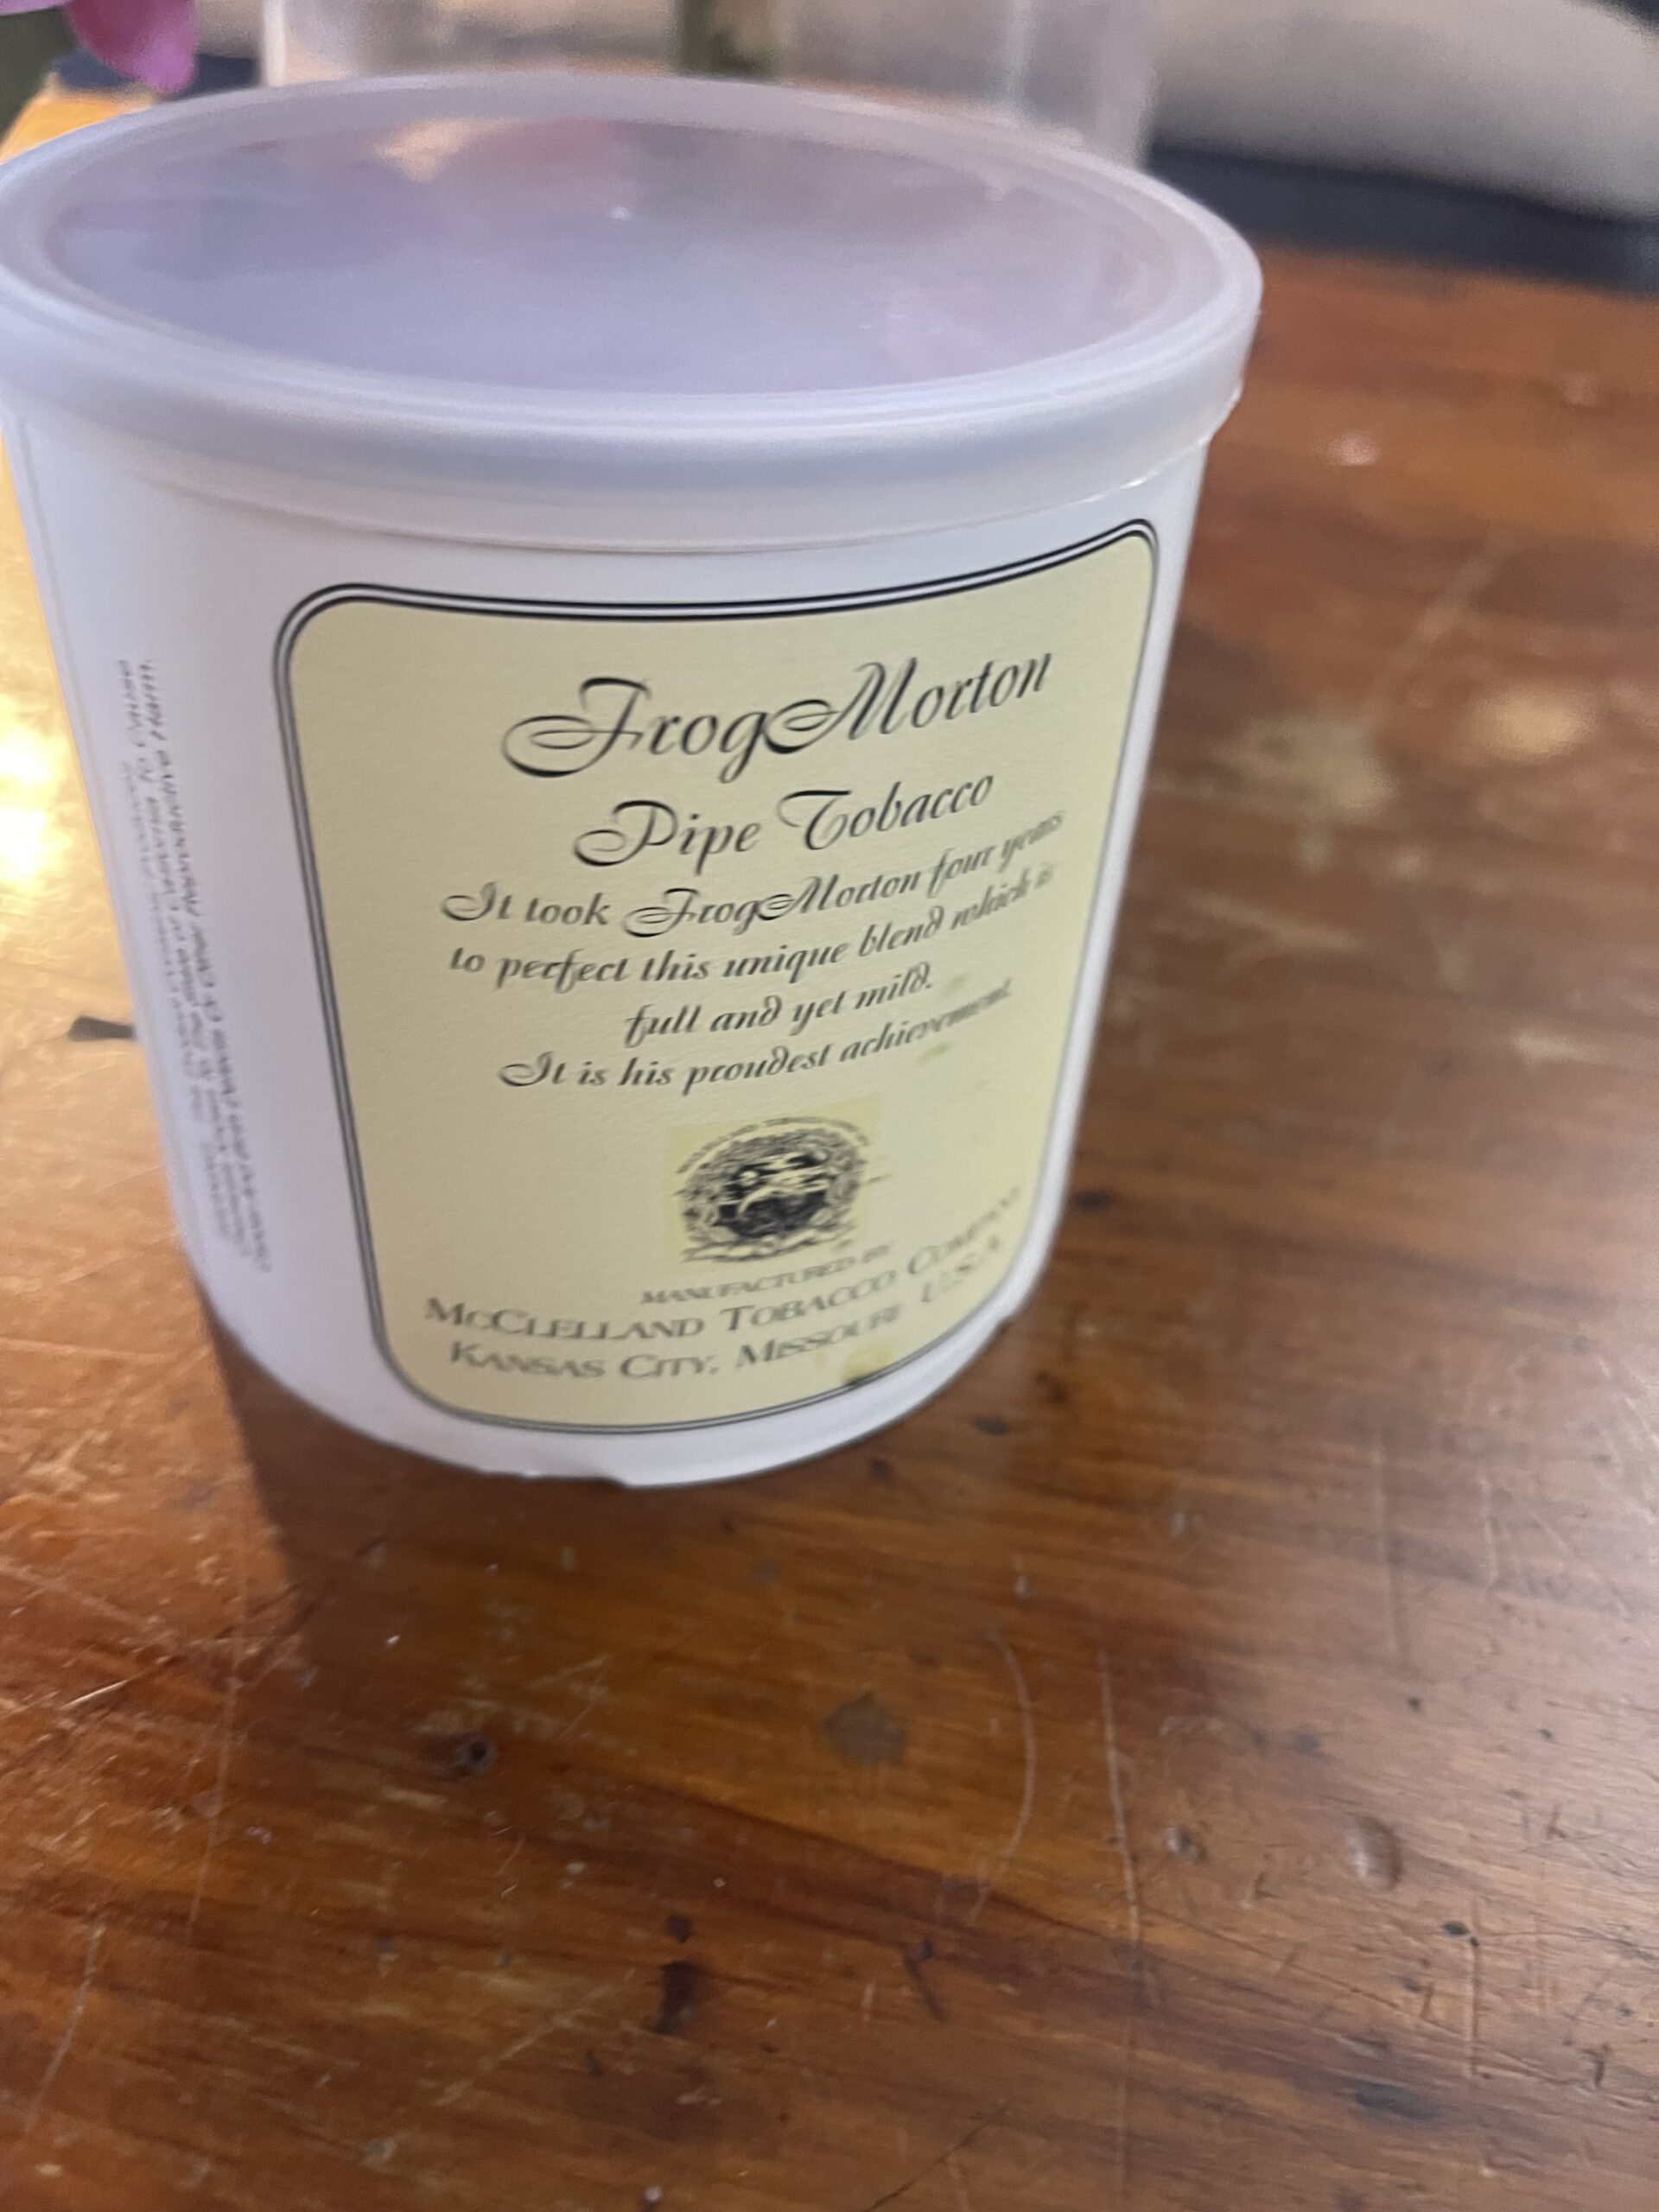 FrogMorton
Pipe Tobacco
It took FrogMorton four years
to perfect this unique blend which is
full and yet mild.
It is his proudest achievement.
MANUFACTURED BY
MCCLELLAND TOBACCO COMPANY
KANSAS CITY, MISSOURI U.S.A.